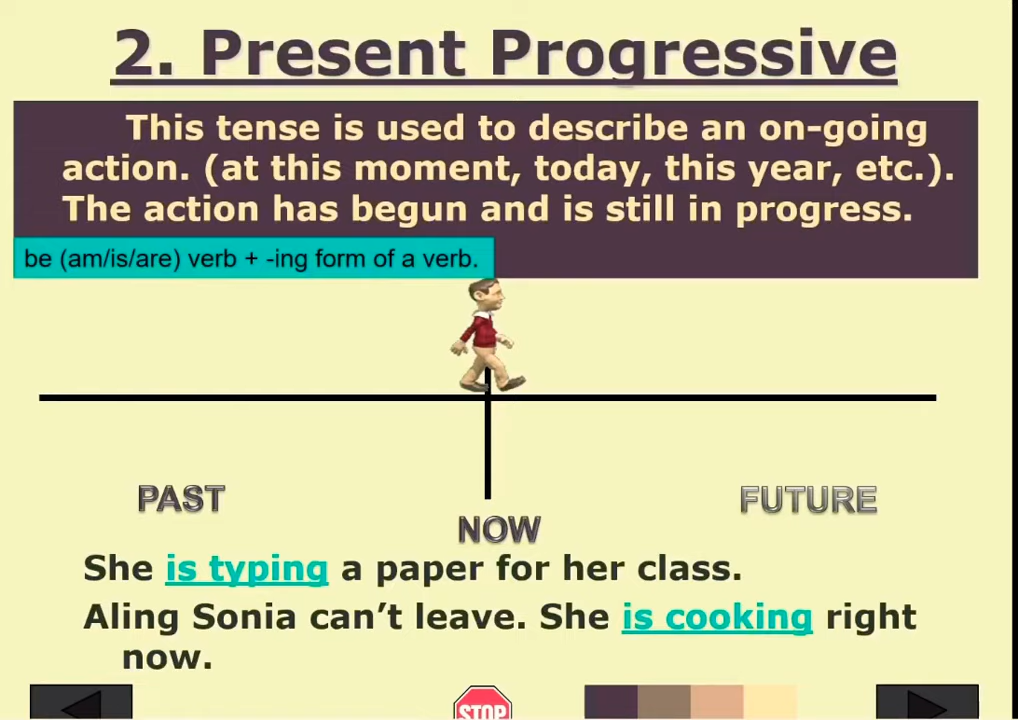 2. Present Progressive
This tense is used to describe an on-going
action. (at this moment, today, this year, etc.).
The action has begun and is still in progress.
be (am/is/are) verb + -ing form of a verb.
PAST
FUTURE
NOW
She is typing a paper for her class.
Aling Sonia can’t leave. She is cooking right
now.
STOP